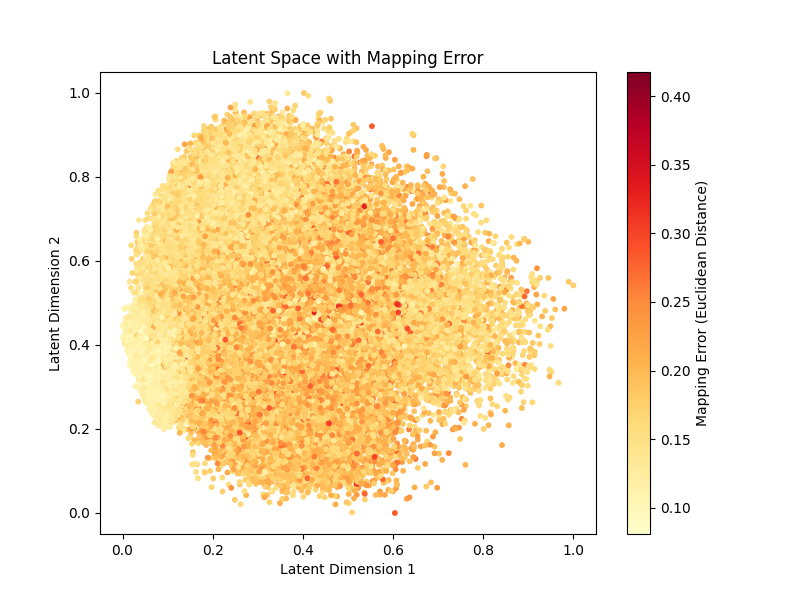 Latent Space with Mapping Error
1.0
0.8
0.6
0.4
0.2
0.0
Latent Dimension 2
0.0 0.2 0.4 0.6 0.8 1.0
Latent Dimension 1
0.40
0.35
0.30
0.25
0.20
0.15
0.10
Mapping Error (Euclidean Distance)